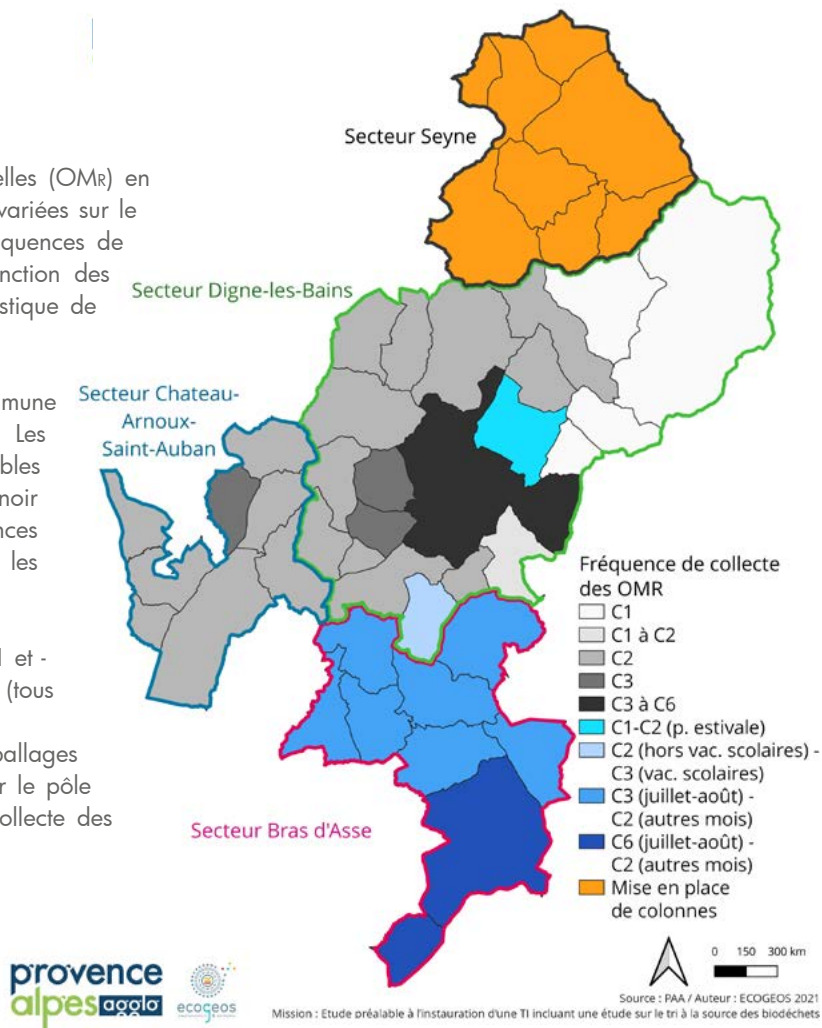 elles (OMR) en
variées sur le
quences de
nction des
stique de
mune
Les
bles
noir
nces
les
l et -
(tous
ballages
r le pôle
ollecte des
Secteur Seyne
Secteur Digne-les-Bains
Secteur Chateau-
Arnoux-
Saint-Auban
Secteur Bras d'Asse
Fréquence de collecte
des OMR
C1
C1 à C2
C2
C3
C3 à C6
C1-C2 (p. estivale)
C2 (hors vac. scolaires) -
C3 (vac. scolaires)
C3 (juillet-août) -
C2 (autres mois)
C6 (juillet-août) -
C2 (autres mois)
Mise en place
de colonnes
0 150 300 km
provence
alpes agglo
ecogeos
Source : PAA / Auteur : ECOGEOS 2021
Mission : Etude préalable à l'instauration d'une TI incluant une étude sur le tri à la source des biodéchets